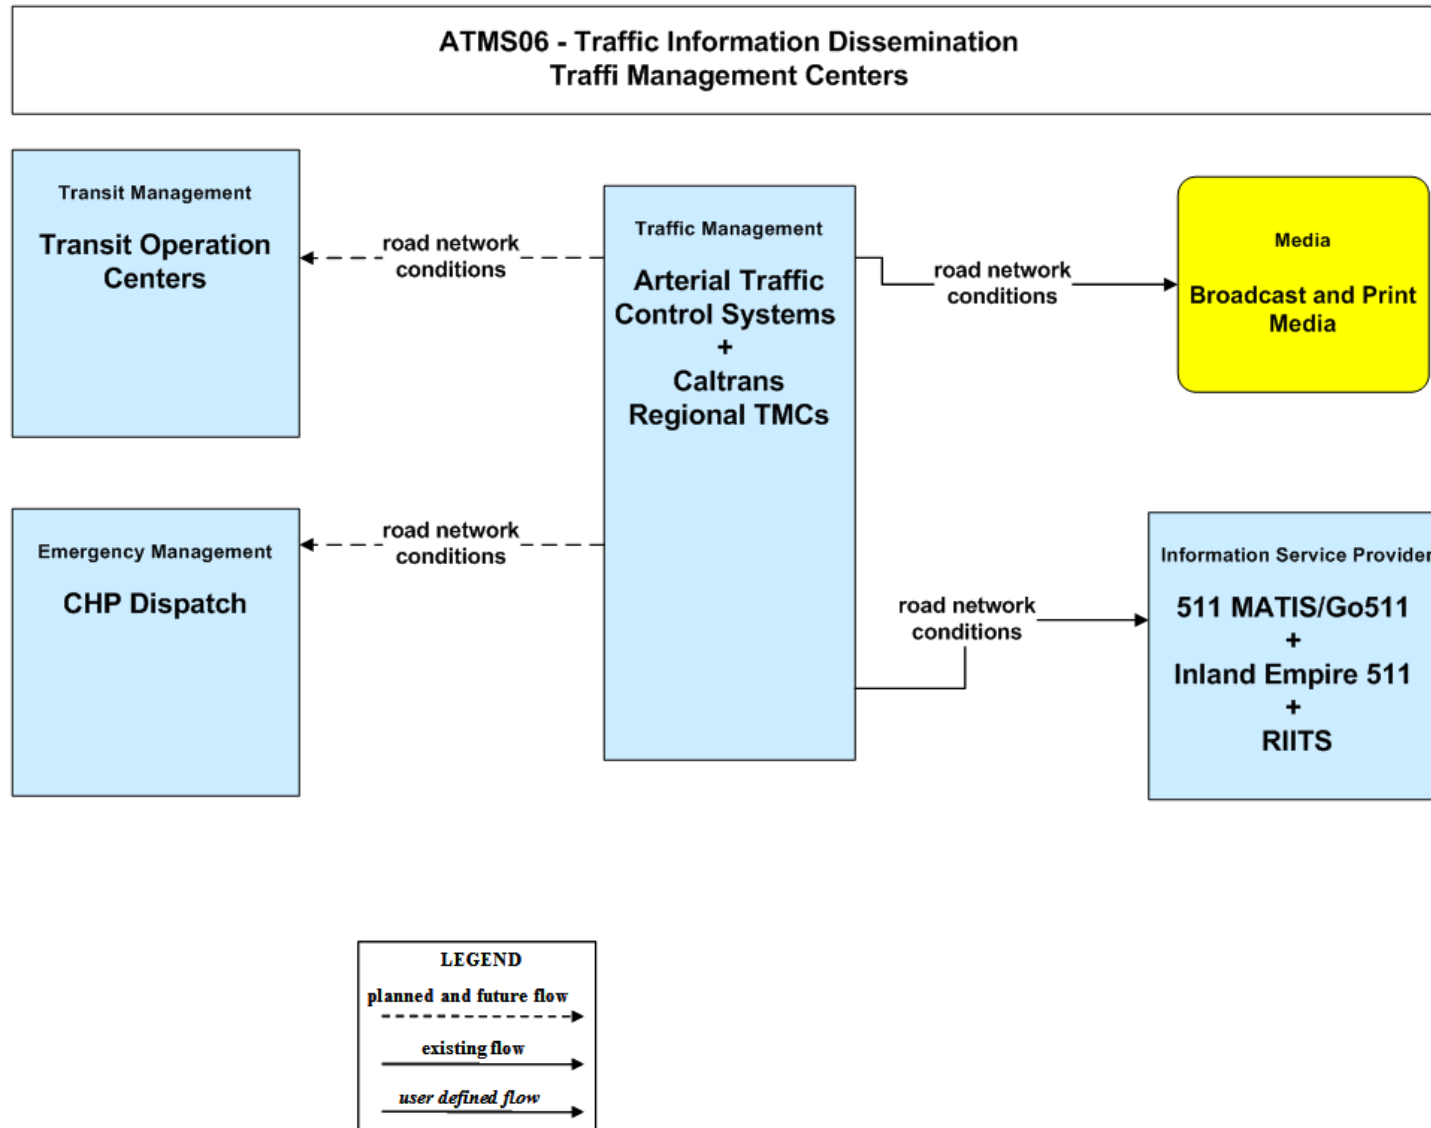 ATMS06 - Traffic Information Dissemination
Traffi Management Centers
Transit Management
Transit Operation
Centers
road network
conditions
Traffic Management
Arterial Traffic
Control Systems
+
Caltrans
Regional TMCs
road network
conditions
Media
Broadcast and Print
Media
Emergency Management
CHP Dispatch
road network
conditions
road network
conditions
Information Service Provider
511 MATIS/Go511
+
Inland Empire 511
+
RIITS
LEGEND
planned and future flow
existing flow
user defined flow